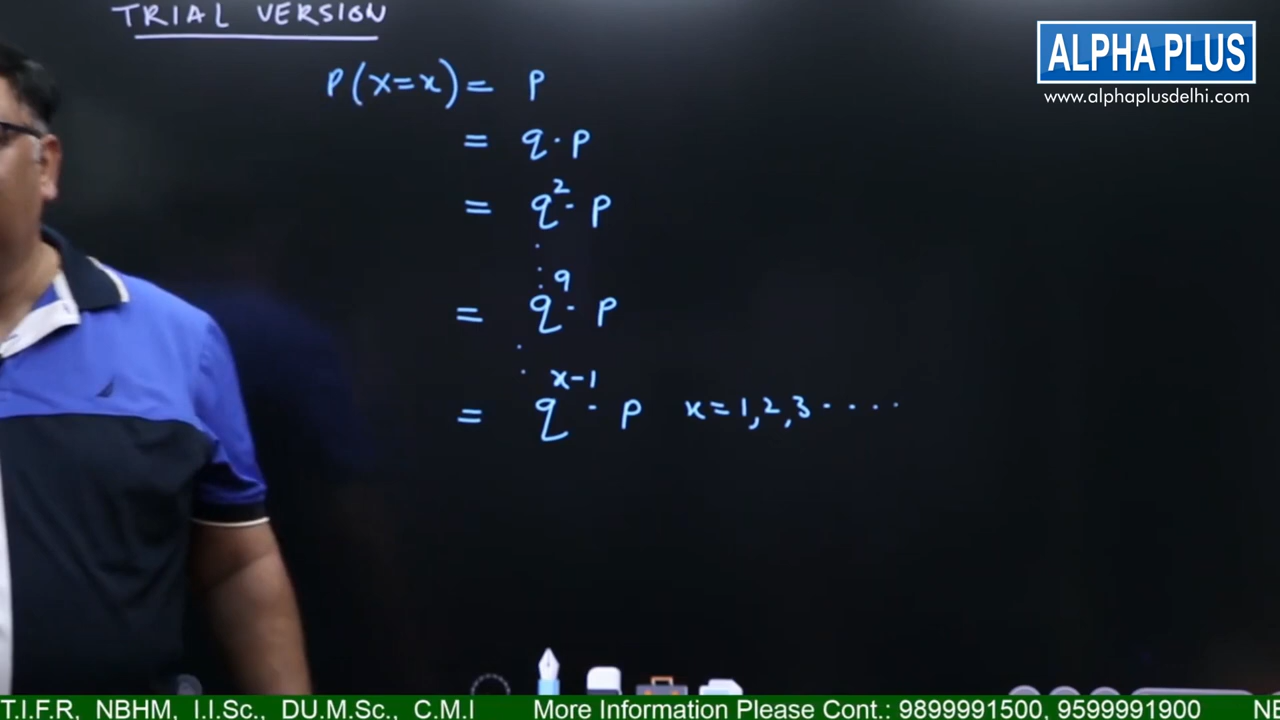 TRIAL VERSION
ALPHA PLUS
www.alphaplusdelhi.com
P(X=x) = p
= q · p
= q² · p
:
= q⁹ · p
:
= q^(x-1) · p x=1,2,3.....
T.I.F.R, NBHM, I.I.Sc., DU.M.Sc., C.M.I More Information Please Cont.: 9899991500, 9599991900 NB